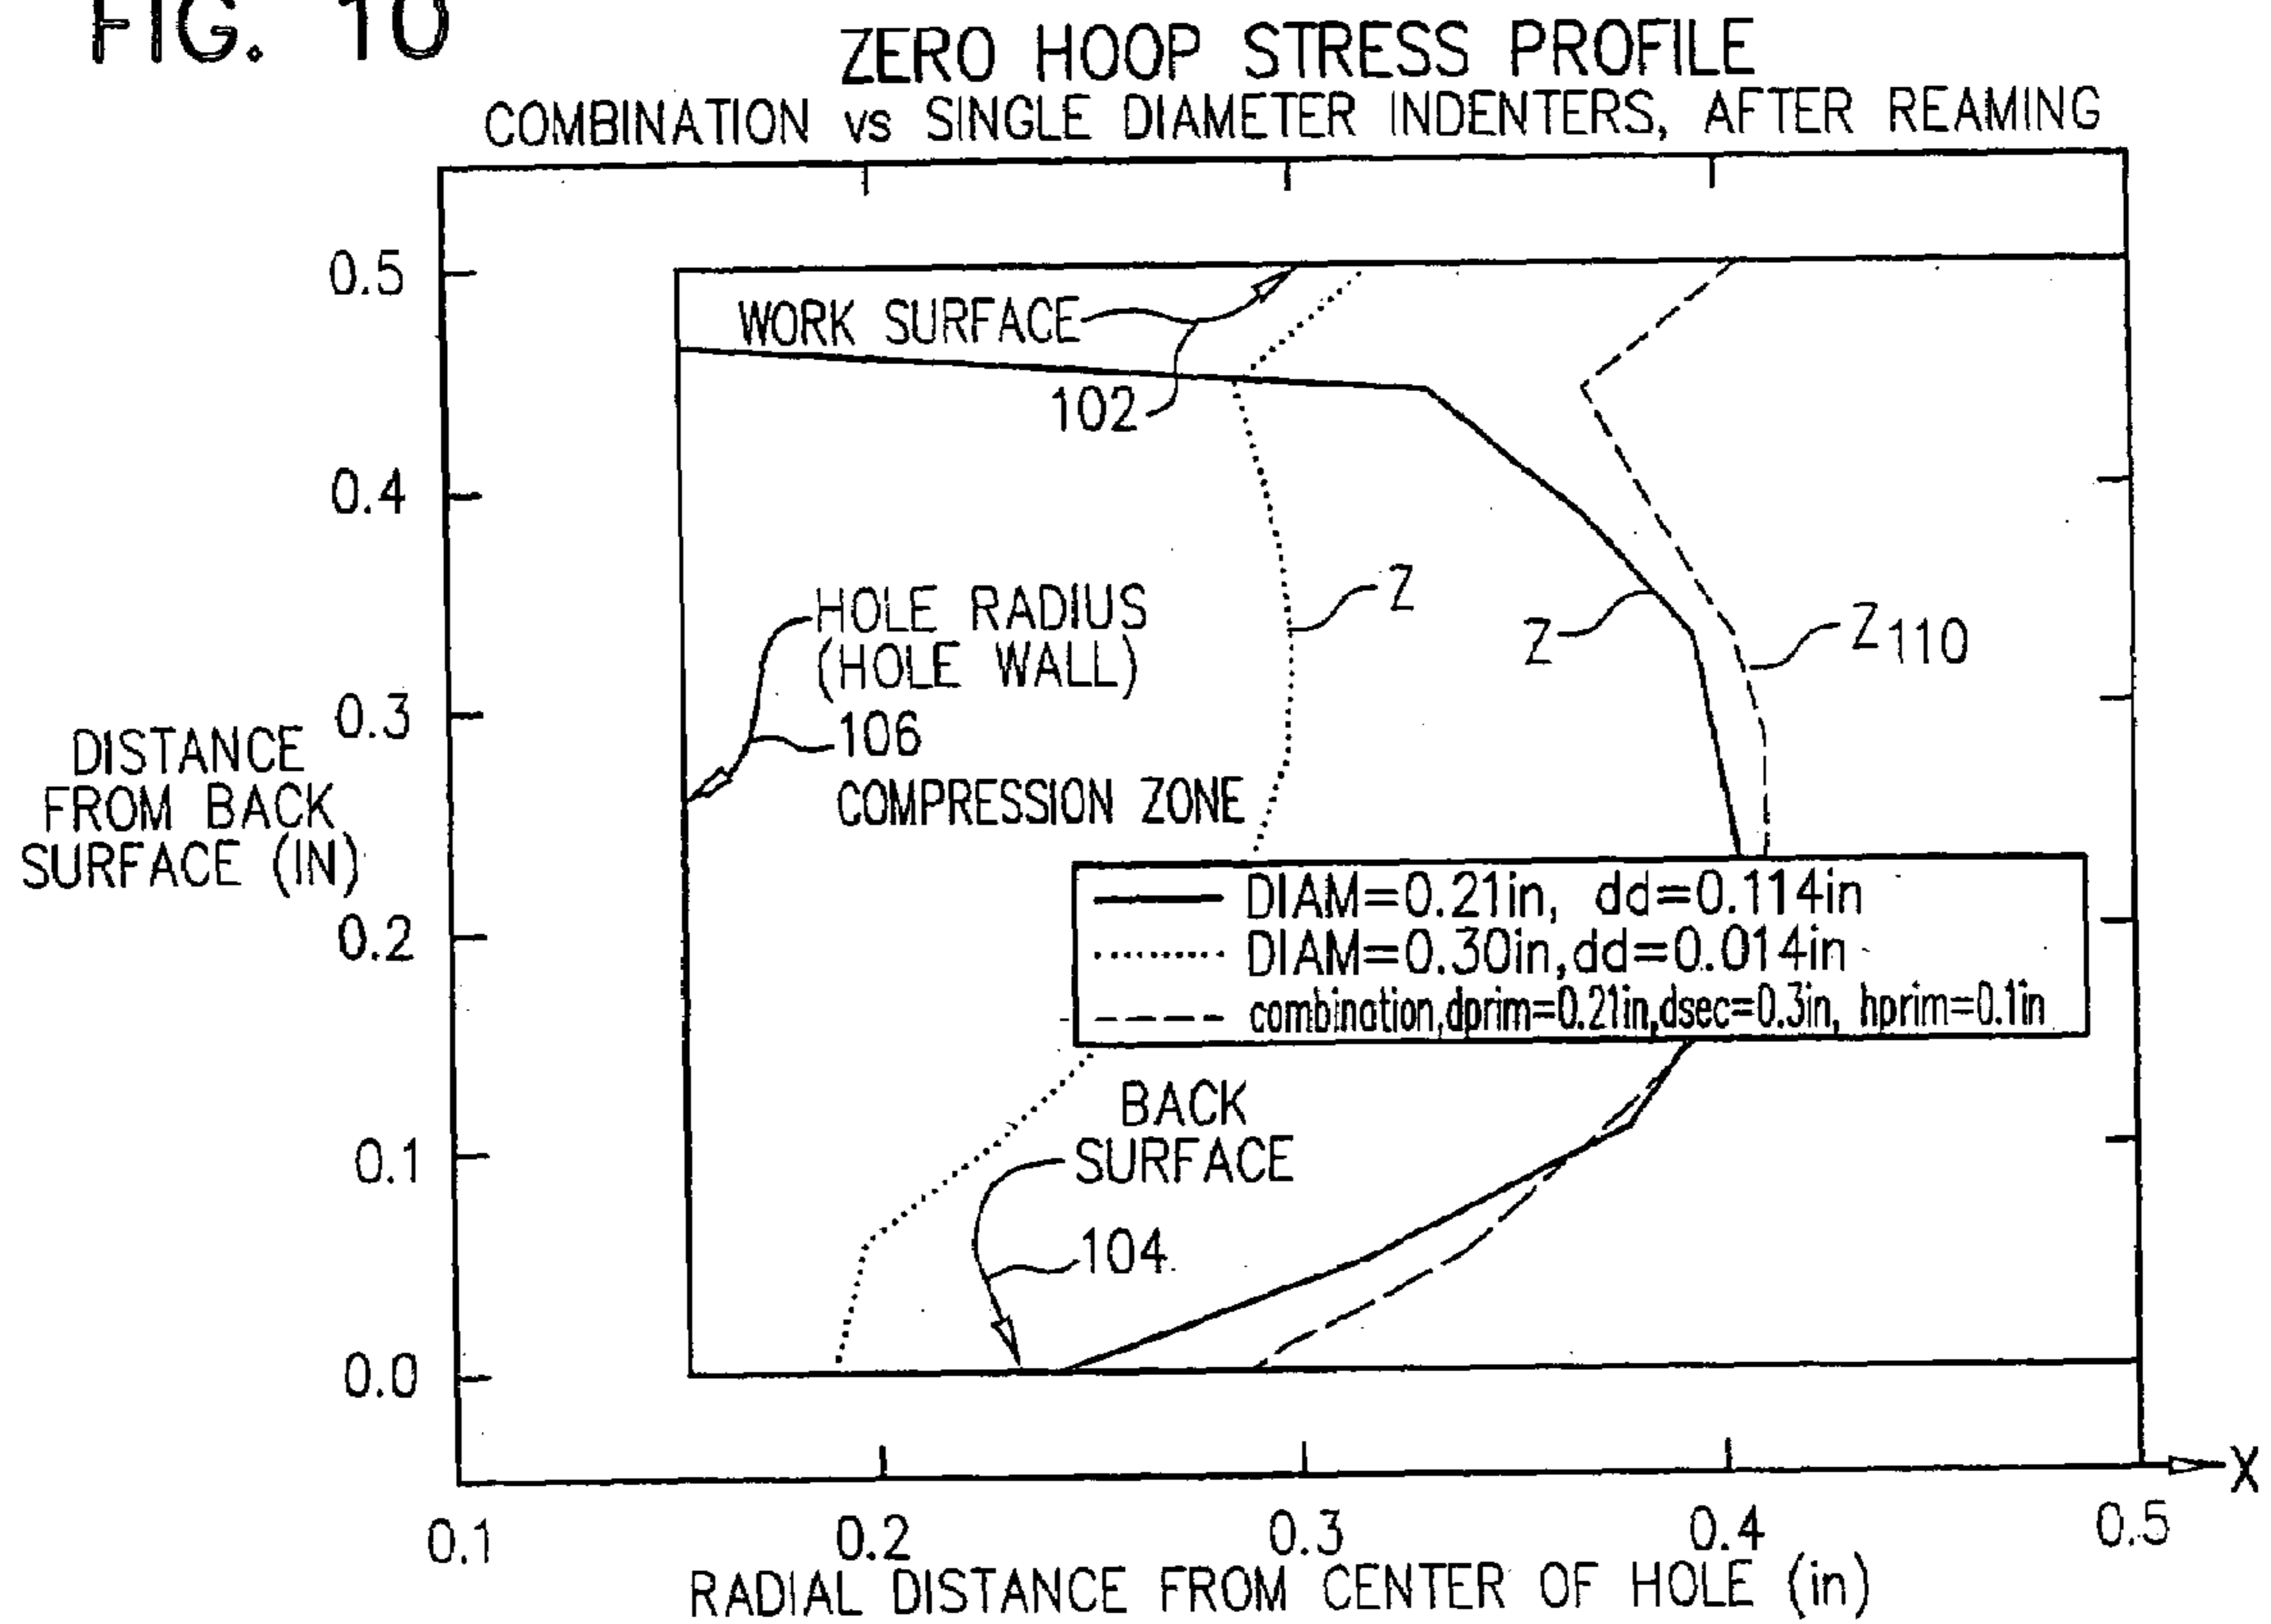 FIG. 10
ZERO HOOP STRESS PROFILE
COMBINATION vs SINGLE DIAMETER INDENTERS, AFTER REAMING
0.5
WORK SURFACE
102
0.4
HOLE RADIUS
(HOLE WALL)
106
Z
Z
Z110
0.3
DISTANCE
FROM BACK
SURFACE (IN)
COMPRESSION ZONE
DIAM=0.21in, dd=0.114in
DIAM=0.30in,dd=0.014in
combination,dprim=0.21in,dsec=0.3in, hprim=0.1in
0.2
BACK
SURFACE
0.1
104
0.0
X
0.1 0.2 0.3 0.4 0.5
RADIAL DISTANCE FROM CENTER OF HOLE (in)